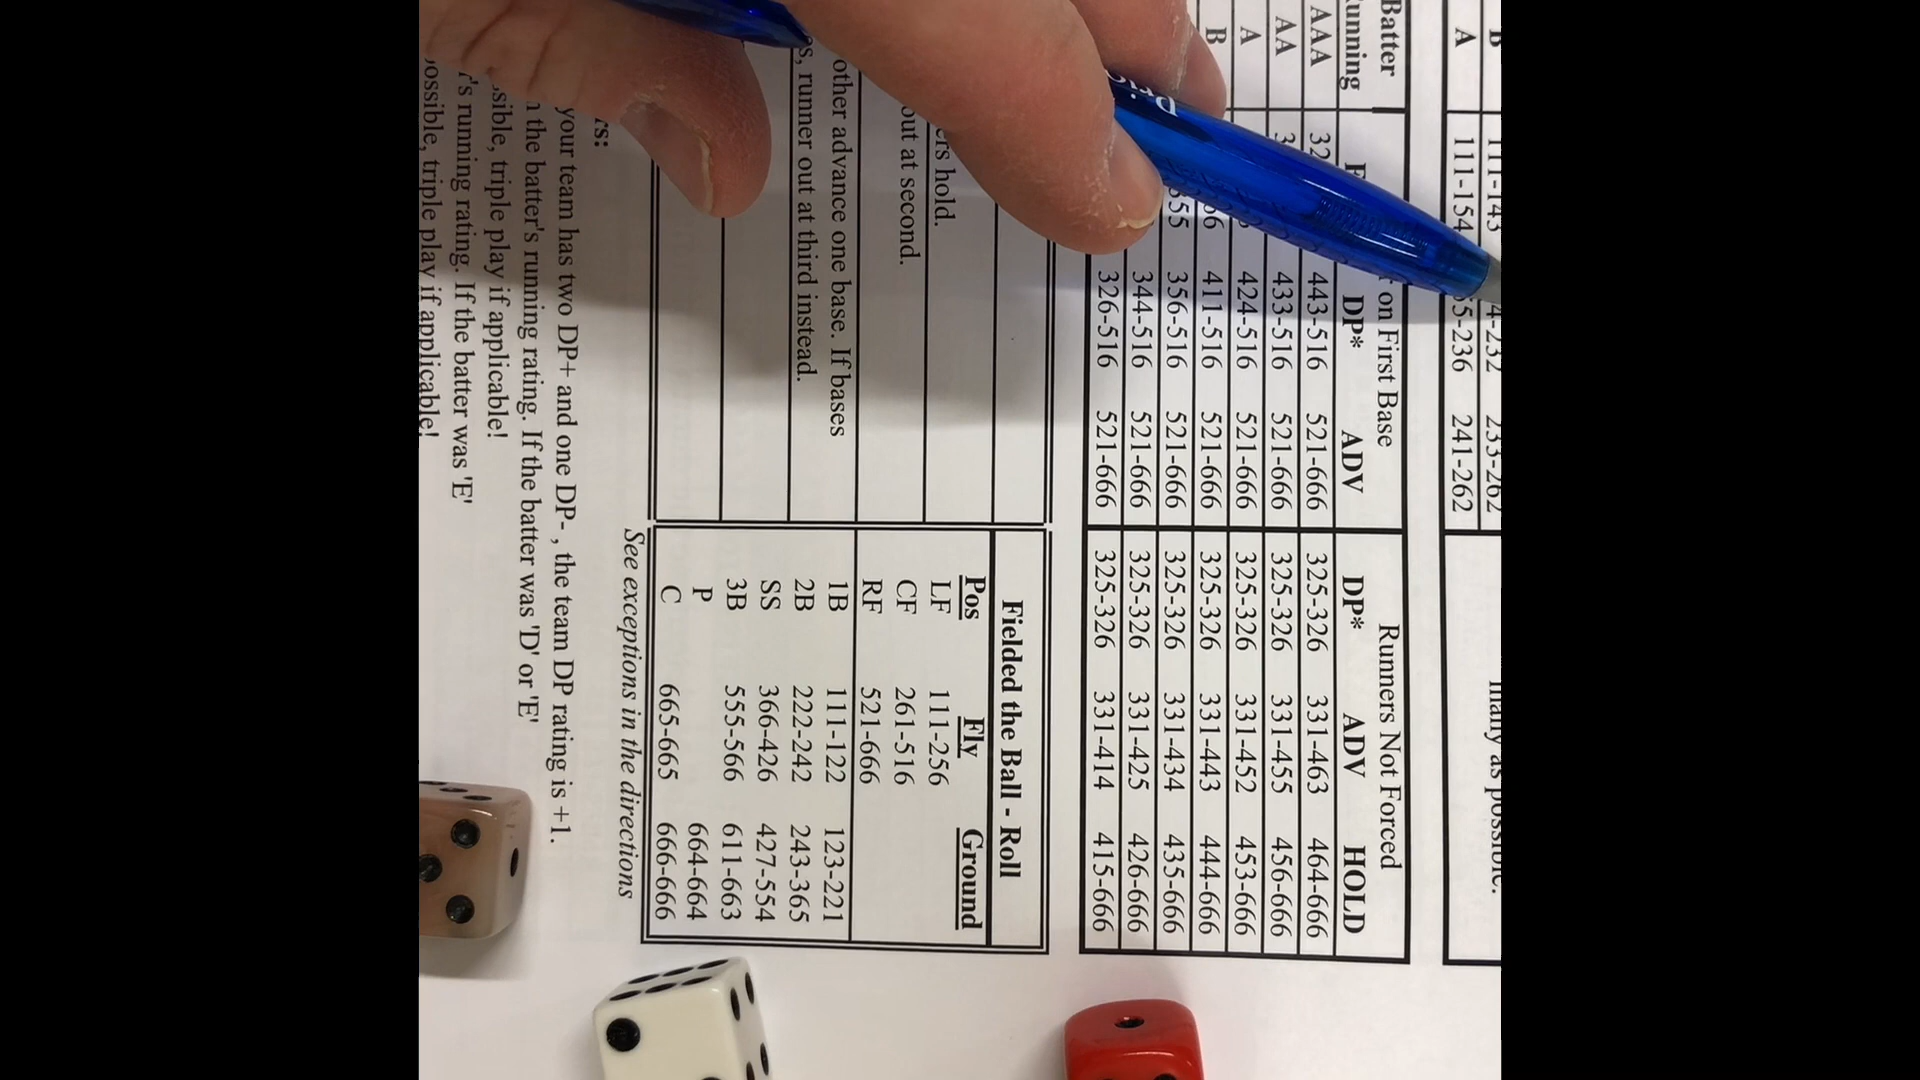 B 111-143 233-262 many as possible.
A 111-154 241-262
Batter on First Base Runners Not Forced
Running DP* ADV DP* ADV HOLD
AAA 443-516 521-666 325-326 331-463 464-666
AA 433-516 521-666 325-326 331-455 456-666
A 424-516 521-666 325-326 331-452 453-666
B 411-516 521-666 325-326 331-443 444-666
356-516 521-666 325-326 331-434 435-666
344-516 521-666 325-326 331-425 426-666
326-516 521-666 325-326 331-414 415-666
Fielded the Ball - Roll
Pos Fly Ground
hold. LF 111-256
out at second. CF 261-516
RF 521-666
other advance one base. If bases 1B 111-122 123-221
runner out at third instead. 2B 222-242 243-365
SS 366-426 427-554
3B 555-566 611-663
P 664-664
C 665-665 666-666
See exceptions in the directions
your team has two DP+ and one DP- , the team DP rating is +1.
the batter's running rating. If the batter was 'D' or 'E'
triple play if applicable!
running rating. If the batter was 'E'
possible, triple play if applicable!